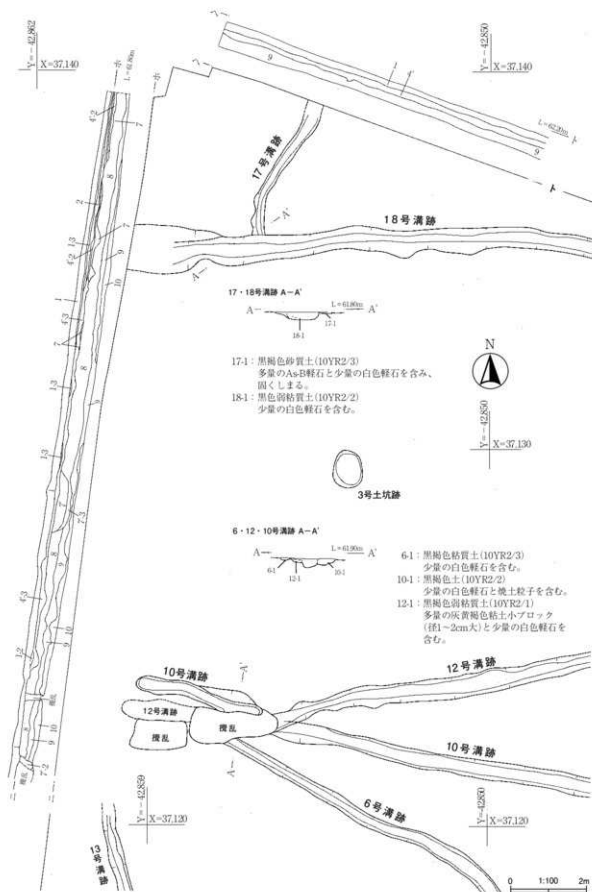 Y=-42.862
X=37.140
L=61.80m
Y=-42.850
X=37.140
L=62.20m
17号溝跡
18号溝跡
A'
A
17・18号溝跡 A-A'
L=61.80m
A
A'
17-1
18-1
17-1：黒褐色砂質土(10YR2/3)
多量のAs-B軽石と少量の白色軽石を含み、
固くしまる。
18-1：黒色弱粘質土(10YR2/2)
少量の白色軽石を含む。
N
Y=-42.850
X=37.130
3号土坑跡
6・12・10号溝跡 A-A'
L=61.90m
A
A'
6-1
12-1
10-1
6-1：黒褐色粘質土(10YR2/3)
少量の白色軽石を含む。
10-1：黒褐色土(10YR2/2)
少量の白色軽石と焼土粒子を含む。
12-1：黒褐色弱粘質土(10YR2/1)
多量の灰黄褐色粘土小ブロック
(径1～2cm大)と少量の白色軽石を
含む。
10号溝跡
A'
12号溝跡
12号溝跡
攪乱
攪乱
10号溝跡
A
6号溝跡
Y=-42.859
X=37.120
Y=-42.850
X=37.120
13号溝跡
0
1:100
2m